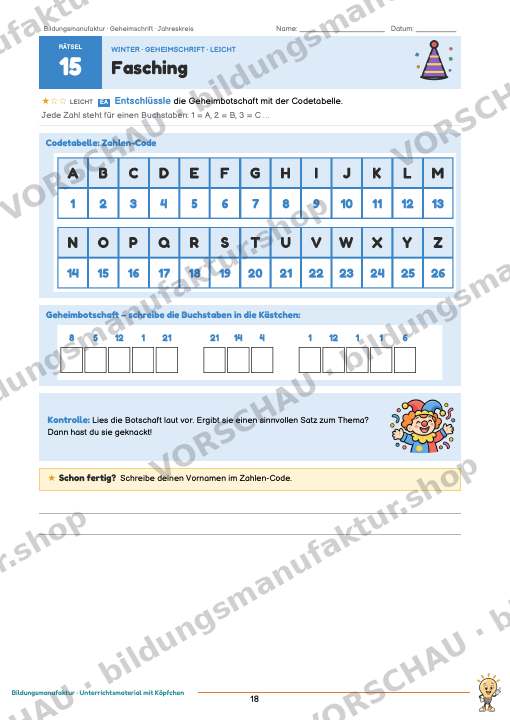 Bildungsmanufaktur · Geheimschrift · Jahreskreis Name: Datum:
RÄTSEL
15
WINTER · GEHEIMSCHRIFT · LEICHT
Fasching
LEICHT EA Entschlüssle die Geheimbotschaft mit der Codetabelle.
Jede Zahl steht für einen Buchstaben: 1 = A, 2 = B, 3 = C ...
Codetabelle: Zahlen-Code
A B C D E F G H I J K L M
1 2 3 4 5 6 7 8 9 10 11 12 13
N O P Q R S T U V W X Y Z
14 15 16 17 18 19 20 21 22 23 24 25 26
Geheimbotschaft – schreibe die Buchstaben in die Kästchen:
8 5 12 1 21 21 14 4 1 12 1 1 6
Kontrolle: Lies die Botschaft laut vor. Ergibt sie einen sinnvollen Satz zum Thema?
Dann hast du sie geknackt!
Schon fertig? Schreibe deinen Vornamen im Zahlen-Code.
Bildungsmanufaktur · Unterrichtsmaterial mit Köpfchen
18
VORSCHAU · bildungsmanufaktur.shop